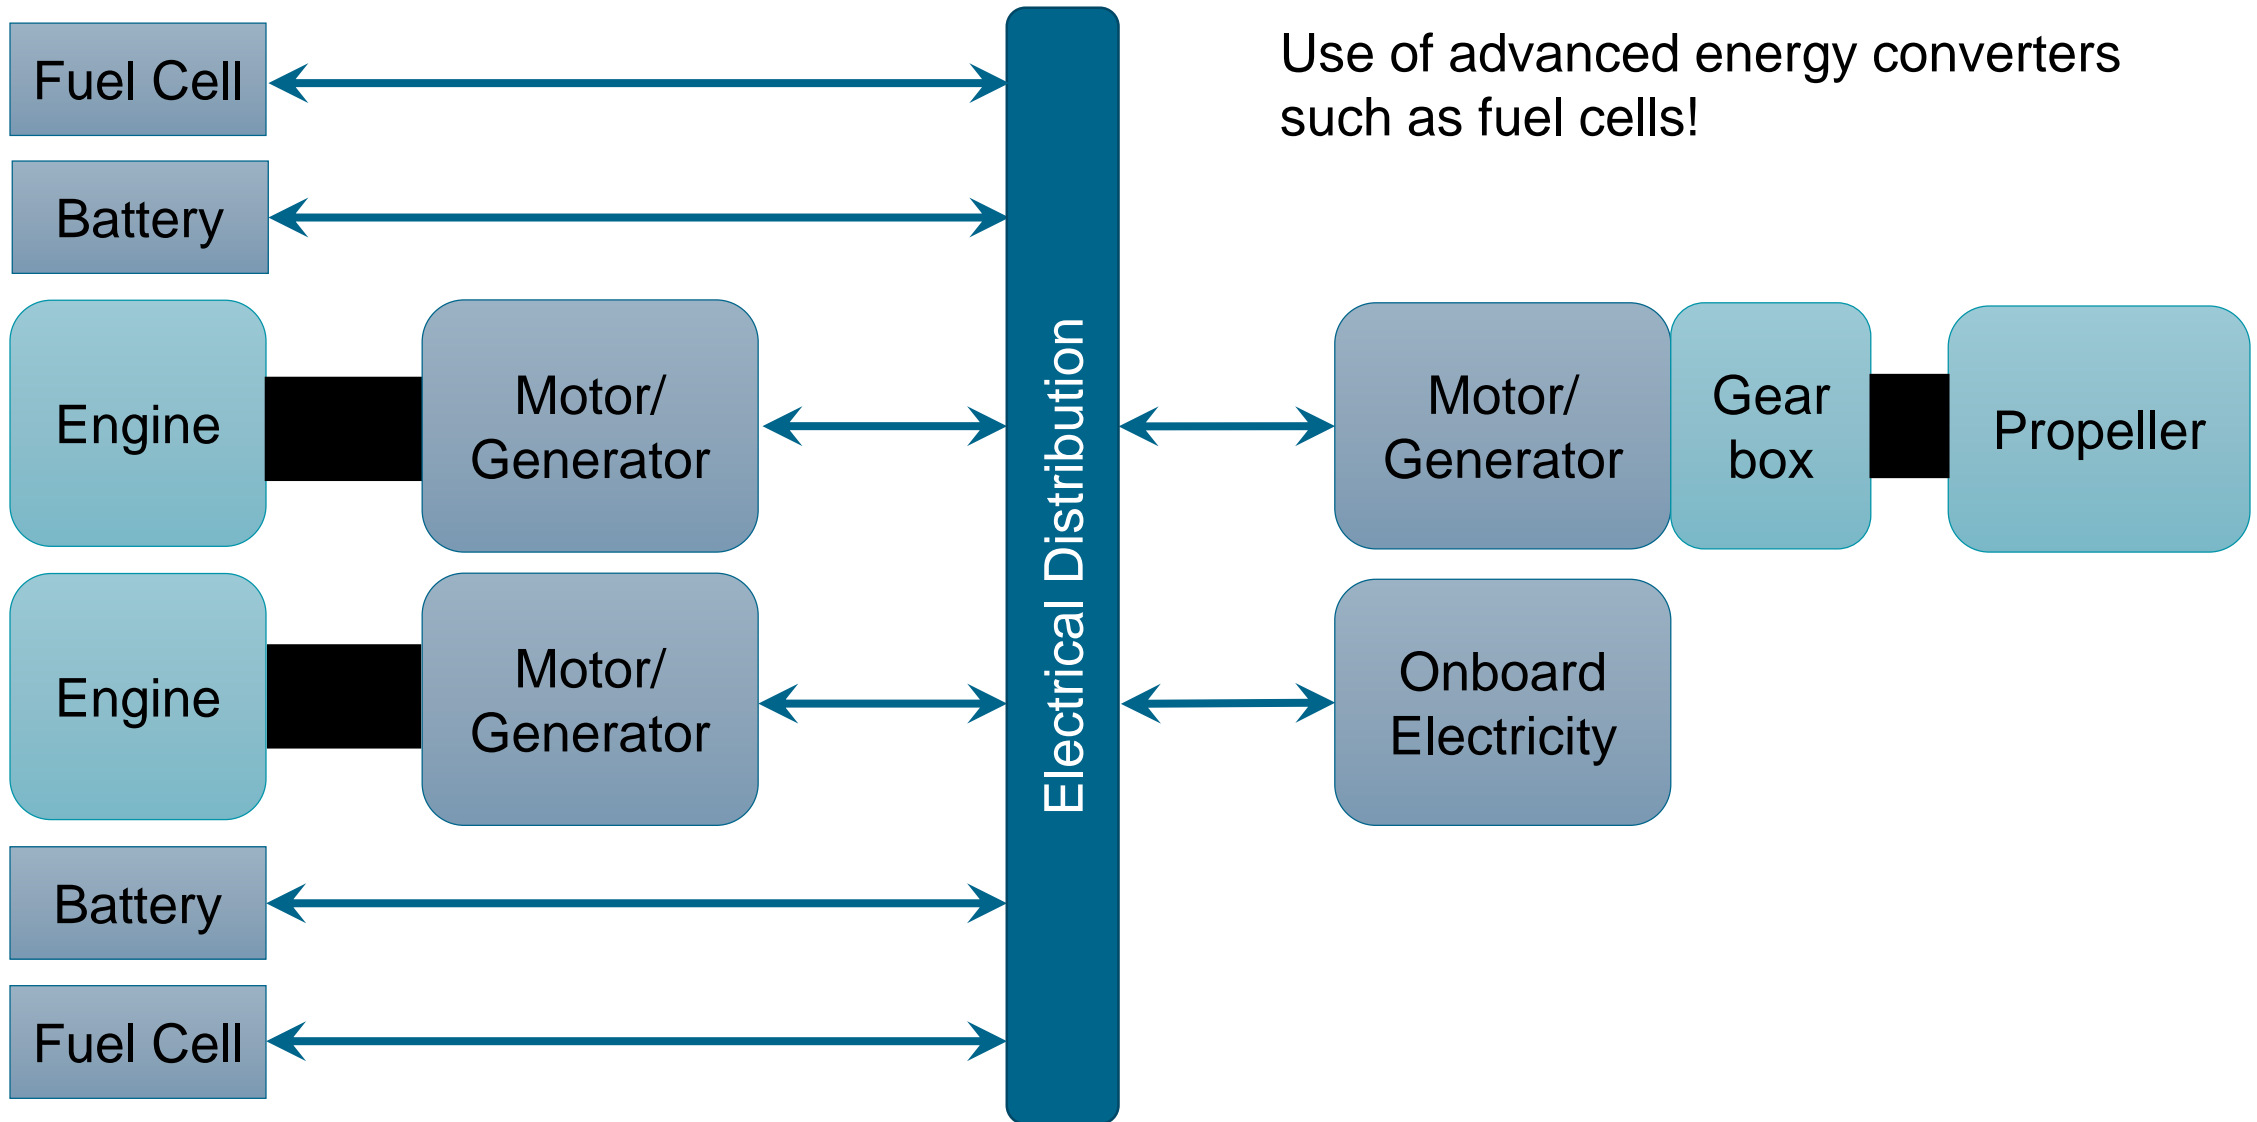 Fuel Cell
Use of advanced energy converters
such as fuel cells!
Battery
Engine
Motor/
Generator
Electrical Distribution
Motor/
Generator
Gear
box
Propeller
Engine
Motor/
Generator
Onboard
Electricity
Battery
Fuel Cell